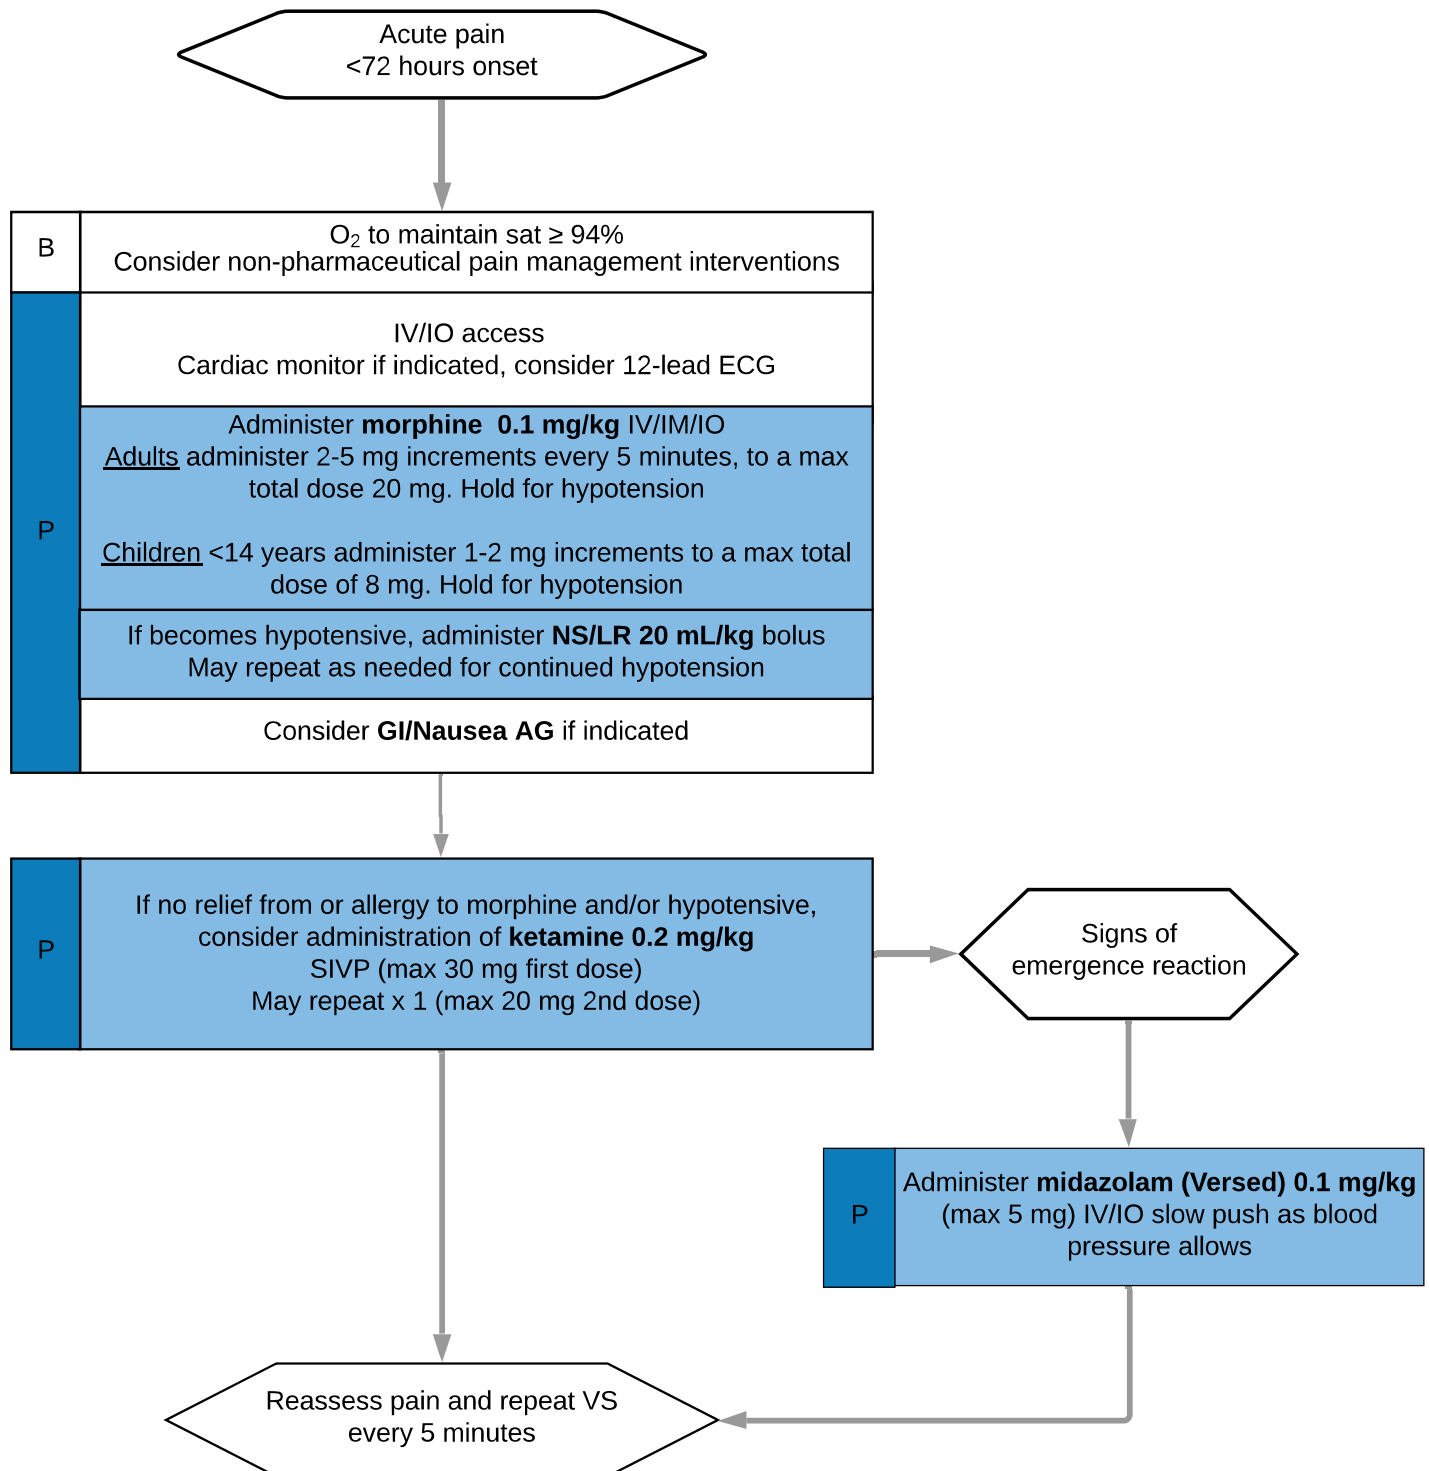 Acute pain
<72 hours onset
B
O₂ to maintain sat ≥ 94%
Consider non-pharmaceutical pain management interventions
P
IV/IO access
Cardiac monitor if indicated, consider 12-lead ECG
Administer morphine  0.1 mg/kg IV/IM/IO
Adults administer 2-5 mg increments every 5 minutes, to a max
total dose 20 mg. Hold for hypotension
Children <14 years administer 1-2 mg increments to a max total
dose of 8 mg. Hold for hypotension
If becomes hypotensive, administer NS/LR 20 mL/kg bolus
May repeat as needed for continued hypotension
Consider GI/Nausea AG if indicated
P
If no relief from or allergy to morphine and/or hypotensive,
consider administration of ketamine 0.2 mg/kg
SIVP (max 30 mg first dose)
May repeat x 1 (max 20 mg 2nd dose)
Signs of
emergence reaction
P
Administer midazolam (Versed) 0.1 mg/kg
(max 5 mg) IV/IO slow push as blood
pressure allows
Reassess pain and repeat VS
every 5 minutes